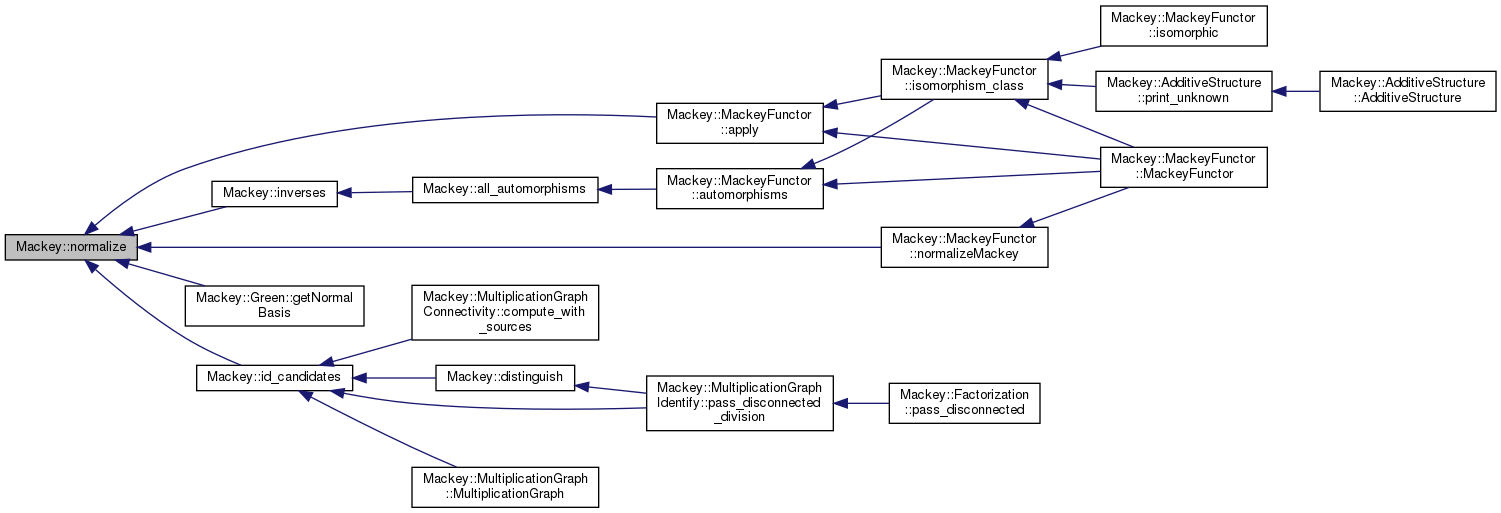 Mackey::normalize
Mackey::MackeyFunctor
::apply
Mackey::MackeyFunctor
::isomorphism_class
Mackey::MackeyFunctor
::isomorphic
Mackey::AdditiveStructure
::print_unknown
Mackey::AdditiveStructure
::AdditiveStructure
Mackey::MackeyFunctor
::MackeyFunctor
Mackey::inverses
Mackey::all_automorphisms
Mackey::MackeyFunctor
::automorphisms
Mackey::MackeyFunctor
::normalizeMackey
Mackey::Green::getNormal
Basis
Mackey::id_candidates
Mackey::MultiplicationGraph
Connectivity::compute_with
_sources
Mackey::distinguish
Mackey::MultiplicationGraph
Identify::pass_disconnected
_division
Mackey::Factorization
::pass_disconnected
Mackey::MultiplicationGraph
::MultiplicationGraph